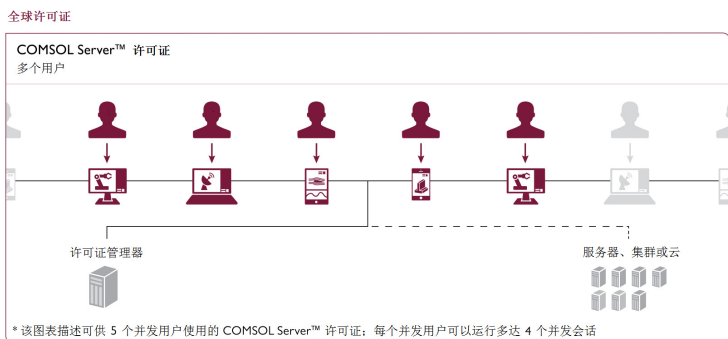 全球许可证
COMSOL Server™ 许可证
多个用户
许可证管理器
服务器、集群或云
* 该图表描述可供 5 个并发用户使用的 COMSOL Server™ 许可证；每个并发用户可以运行多达 4 个并发会话